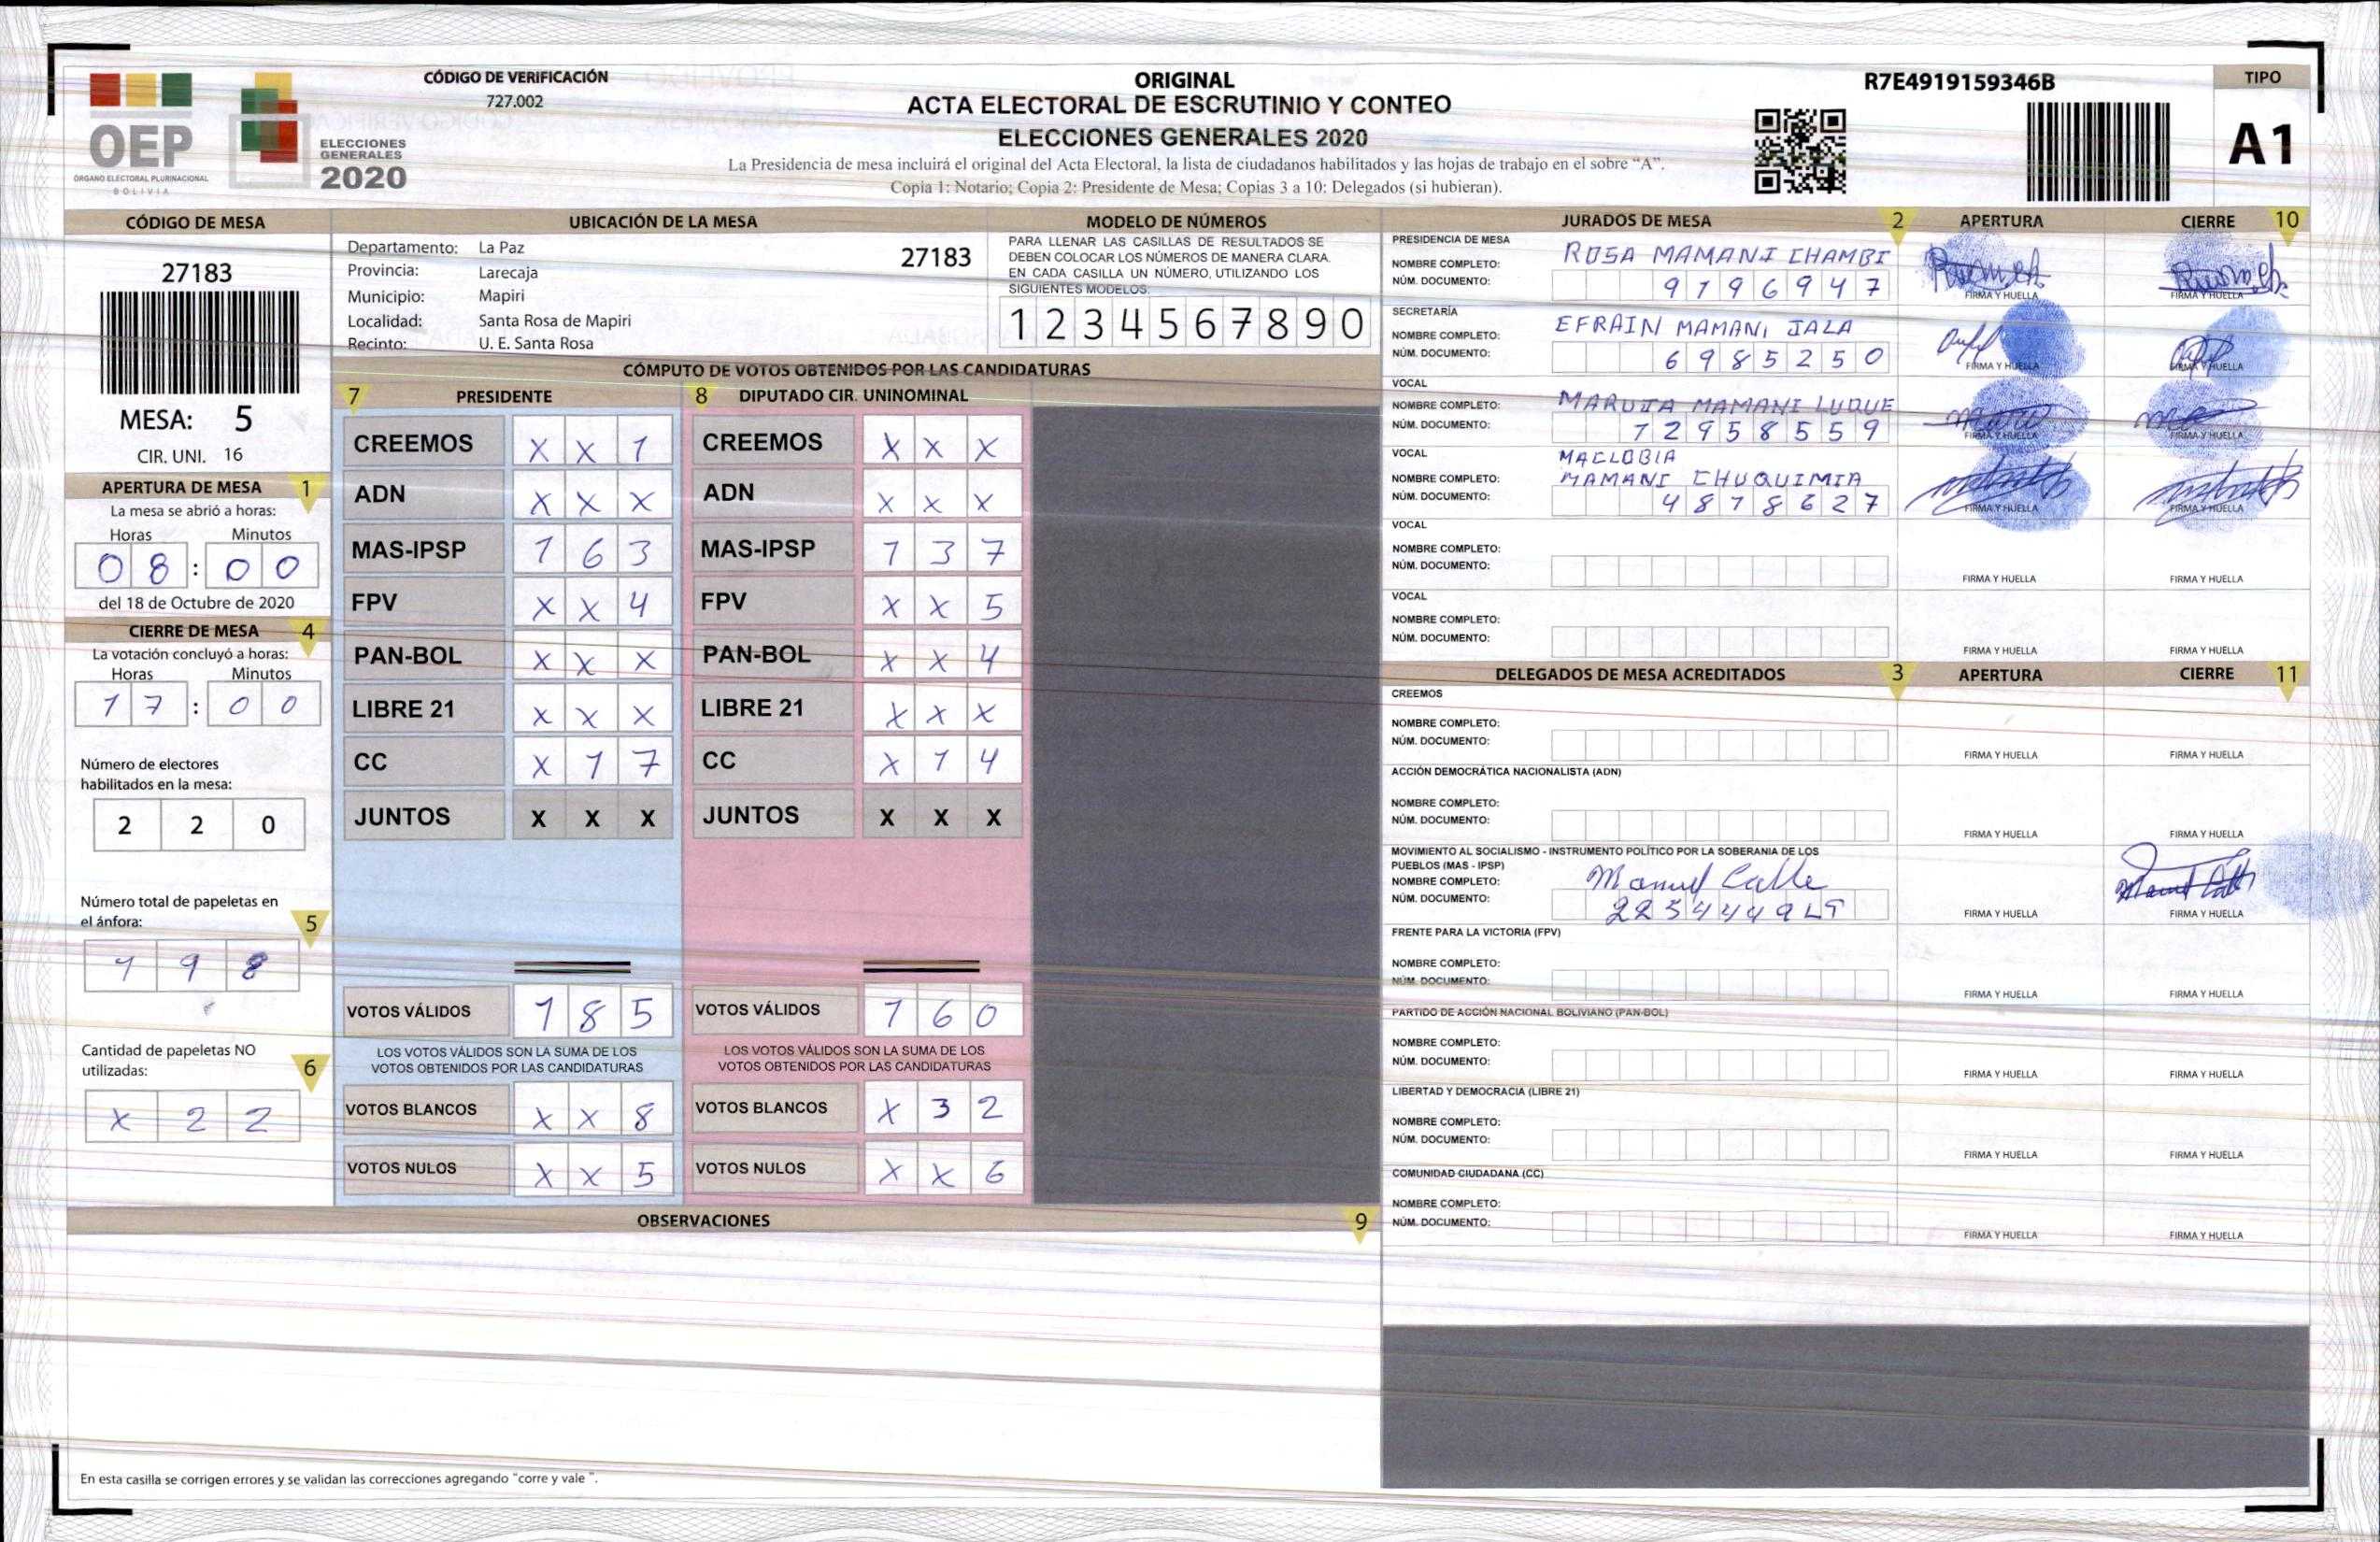 CÓDIGO DE VERIFICACIÓN
727.002
OEP
ÓRGANO ELECTORAL PLURINACIONAL
BOLIVIA
ELECCIONES
GENERALES
2020
ORIGINAL
ACTA ELECTORAL DE ESCRUTINIO Y CONTEO
ELECCIONES GENERALES 2020
La Presidencia de mesa incluirá el original del Acta Electoral, la lista de ciudadanos habilitados y las hojas de trabajo en el sobre “A”.
Copia 1: Notario; Copia 2: Presidente de Mesa; Copias 3 a 10: Delegados (si hubieran).
R7E4919159346B
TIPO
A1
CÓDIGO DE MESA
27183
MESA: 5
CIR. UNI. 16
APERTURA DE MESA 1
La mesa se abrió a horas:
Horas Minutos
08:00
del 18 de Octubre de 2020
CIERRE DE MESA 4
La votación concluyó a horas:
Horas Minutos
17:00
Número de electores
habilitados en la mesa:
2 2 0
Número total de papeletas en
el ánfora: 5
1 9 8
Cantidad de papeletas NO
utilizadas: 6
X 2 2
UBICACIÓN DE LA MESA
Departamento: La Paz 27183
Provincia: Larecaja
Municipio: Mapiri
Localidad: Santa Rosa de Mapiri
Recinto: U. E. Santa Rosa
MODELO DE NÚMEROS
PARA LLENAR LAS CASILLAS DE RESULTADOS SE
DEBEN COLOCAR LOS NÚMEROS DE MANERA CLARA.
EN CADA CASILLA UN NÚMERO, UTILIZANDO LOS
SIGUIENTES MODELOS:
1 2 3 4 5 6 7 8 9 0
CÓMPUTO DE VOTOS OBTENIDOS POR LAS CANDIDATURAS
7 PRESIDENTE
CREEMOS X X 1
ADN X X X
MAS-IPSP 1 6 3
FPV X X 4
PAN-BOL X X X
LIBRE 21 X X X
CC X 1 7
JUNTOS X X X
VOTOS VÁLIDOS 1 8 5
LOS VOTOS VÁLIDOS SON LA SUMA DE LOS
VOTOS OBTENIDOS POR LAS CANDIDATURAS
VOTOS BLANCOS X X 8
VOTOS NULOS X X 5
8 DIPUTADO CIR. UNINOMINAL
CREEMOS X X X
ADN X X X
MAS-IPSP 1 3 7
FPV X X 5
PAN-BOL X X 4
LIBRE 21 X X X
CC X 1 4
JUNTOS X X X
VOTOS VÁLIDOS 1 6 0
LOS VOTOS VÁLIDOS SON LA SUMA DE LOS
VOTOS OBTENIDOS POR LAS CANDIDATURAS
VOTOS BLANCOS X 3 2
VOTOS NULOS X X 6
OBSERVACIONES 9
En esta casilla se corrigen errores y se validan las correcciones agregando “corre y vale ”.
JURADOS DE MESA 2 APERTURA CIERRE 10
PRESIDENCIA DE MESA
NOMBRE COMPLETO: ROSA MAMANI CHAMBI
NÚM. DOCUMENTO: 9196947
FIRMA Y HUELLA FIRMA Y HUELLA
SECRETARÍA
NOMBRE COMPLETO: EFRAIN MAMANI JALA
NÚM. DOCUMENTO: 6985250
FIRMA Y HUELLA FIRMA Y HUELLA
VOCAL
NOMBRE COMPLETO: MARUJA MAMANI LUQUE
NÚM. DOCUMENTO: 12958559
FIRMA Y HUELLA FIRMA Y HUELLA
VOCAL
MACLOBIA
NOMBRE COMPLETO: MAMANI CHUQUIMIA
NÚM. DOCUMENTO: 4878627
FIRMA Y HUELLA FIRMA Y HUELLA
VOCAL
NOMBRE COMPLETO:
NÚM. DOCUMENTO:
FIRMA Y HUELLA FIRMA Y HUELLA
VOCAL
NOMBRE COMPLETO:
NÚM. DOCUMENTO:
FIRMA Y HUELLA FIRMA Y HUELLA
DELEGADOS DE MESA ACREDITADOS 3 APERTURA CIERRE 11
CREEMOS
NOMBRE COMPLETO:
NÚM. DOCUMENTO:
FIRMA Y HUELLA FIRMA Y HUELLA
ACCIÓN DEMOCRÁTICA NACIONALISTA (ADN)
NOMBRE COMPLETO:
NÚM. DOCUMENTO:
FIRMA Y HUELLA FIRMA Y HUELLA
MOVIMIENTO AL SOCIALISMO - INSTRUMENTO POLÍTICO POR LA SOBERANIA DE LOS
PUEBLOS (MAS - IPSP)
NOMBRE COMPLETO: Manuel Calle
NÚM. DOCUMENTO:
FIRMA Y HUELLA FIRMA Y HUELLA
FRENTE PARA LA VICTORIA (FPV)
NOMBRE COMPLETO:
NÚM. DOCUMENTO:
FIRMA Y HUELLA FIRMA Y HUELLA
PARTIDO DE ACCIÓN NACIONAL BOLIVIANO (PAN-BOL)
NOMBRE COMPLETO:
NÚM. DOCUMENTO:
FIRMA Y HUELLA FIRMA Y HUELLA
LIBERTAD Y DEMOCRACIA (LIBRE 21)
NOMBRE COMPLETO:
NÚM. DOCUMENTO:
FIRMA Y HUELLA FIRMA Y HUELLA
COMUNIDAD CIUDADANA (CC)
NOMBRE COMPLETO:
NÚM. DOCUMENTO:
FIRMA Y HUELLA FIRMA Y HUELLA